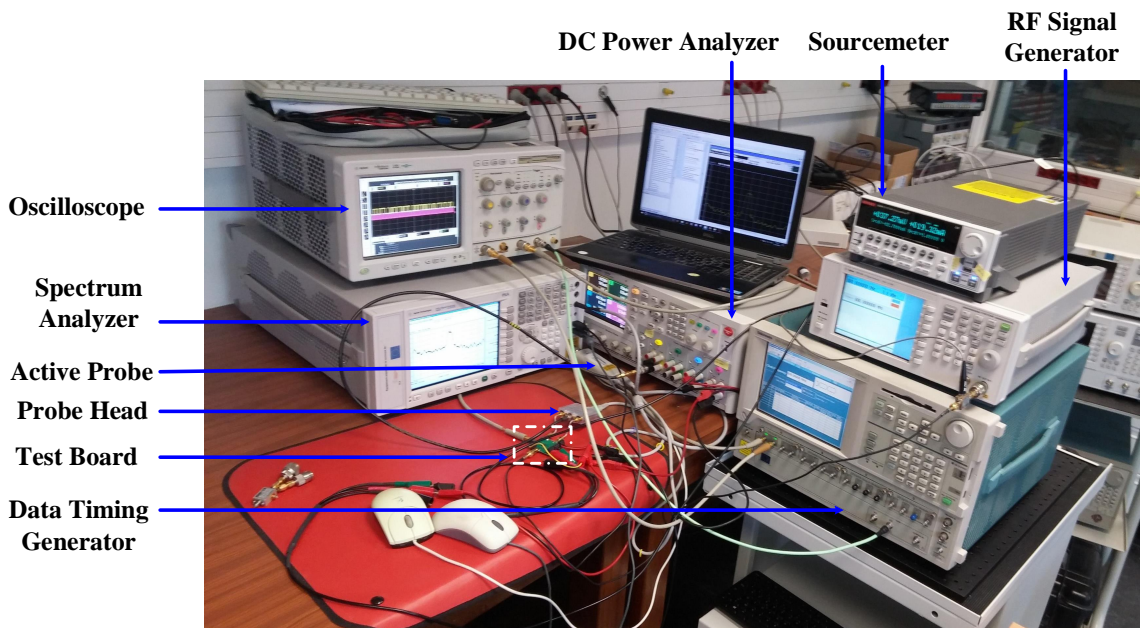 DC Power Analyzer
Sourcemeter
RF Signal
Generator
Oscilloscope
Spectrum
Analyzer
Active Probe
Probe Head
Test Board
Data Timing
Generator